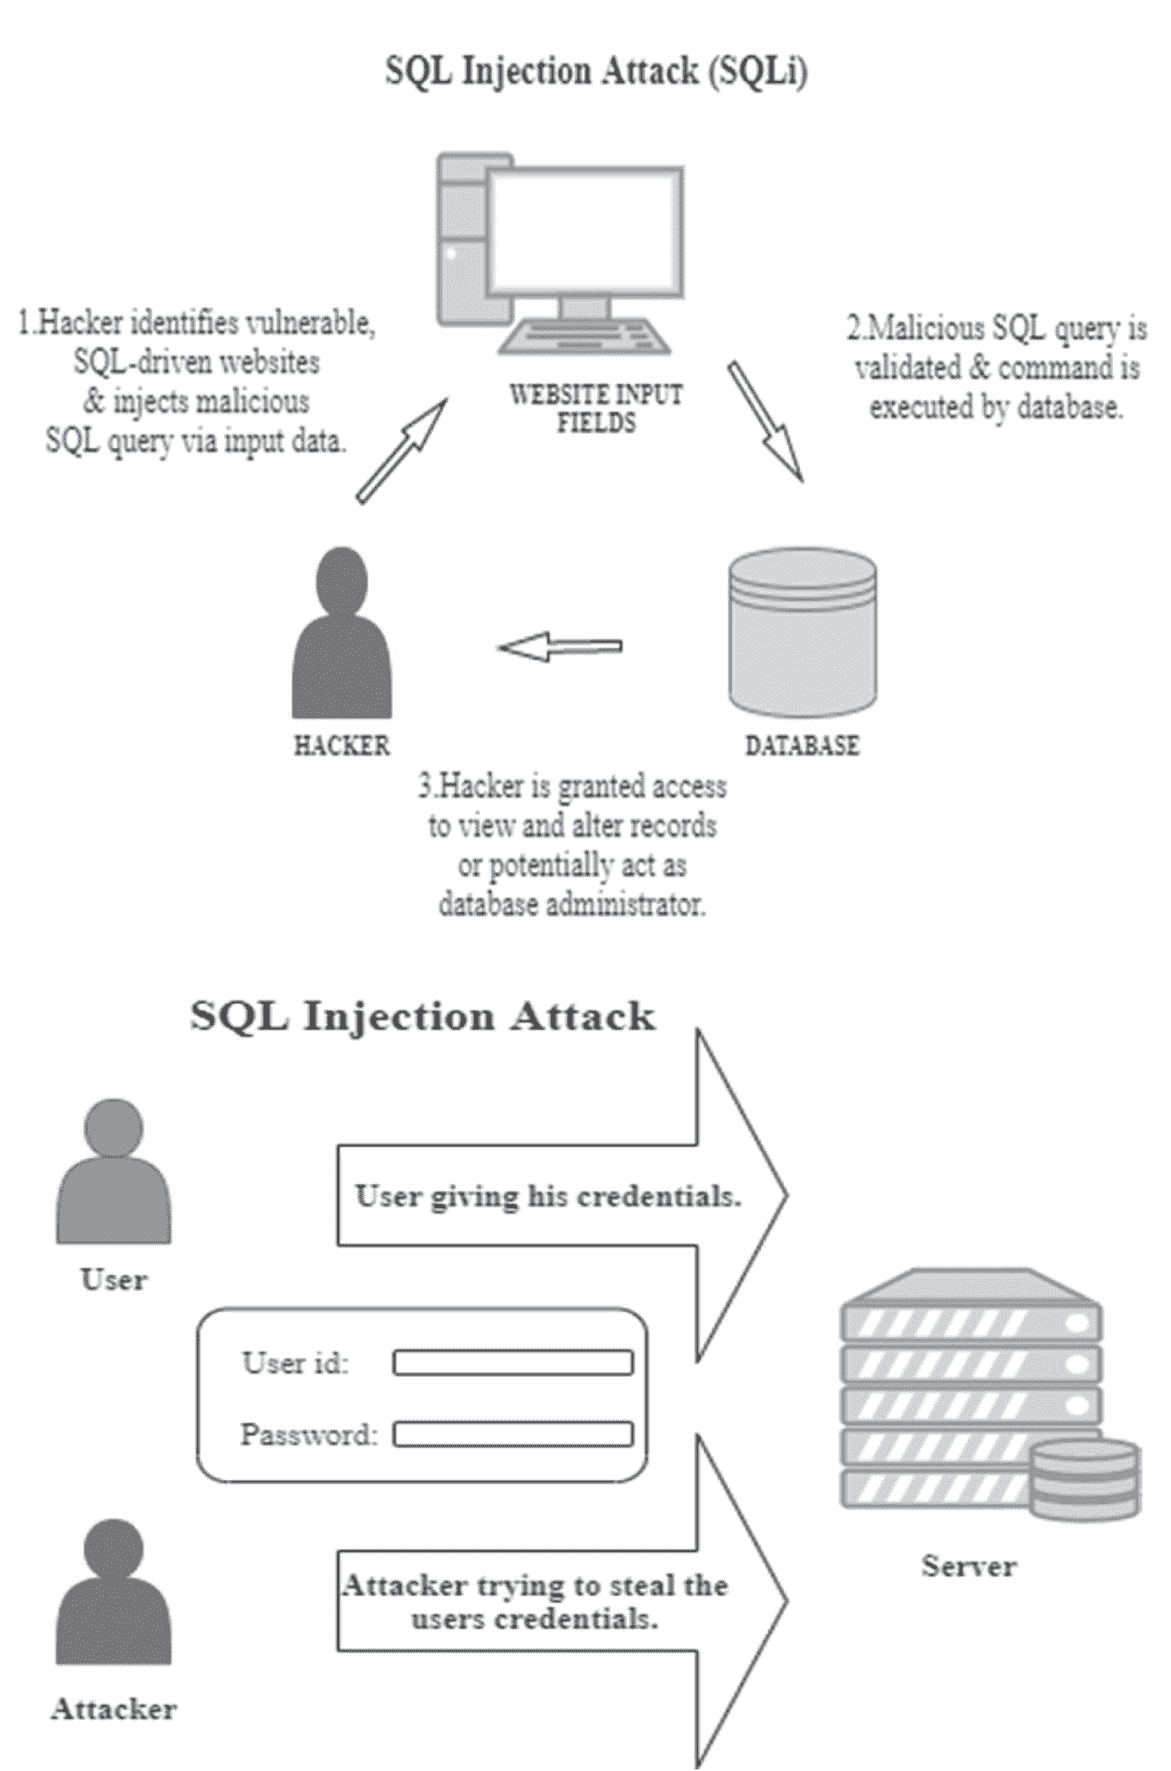 SQL Injection Attack (SQLi)
1.Hacker identifies vulnerable,
SQL-driven websites
& injects malicious
SQL query via input data.
WEBSITE INPUT
FIELDS
2.Malicious SQL query is
validated & command is
executed by database.
HACKER
DATABASE
3.Hacker is granted access
to view and alter records
or potentially act as
database administrator.
SQL Injection Attack
User giving his credentials.
User
User id:
Password:
Attacker trying to steal the
users credentials.
Server
Attacker